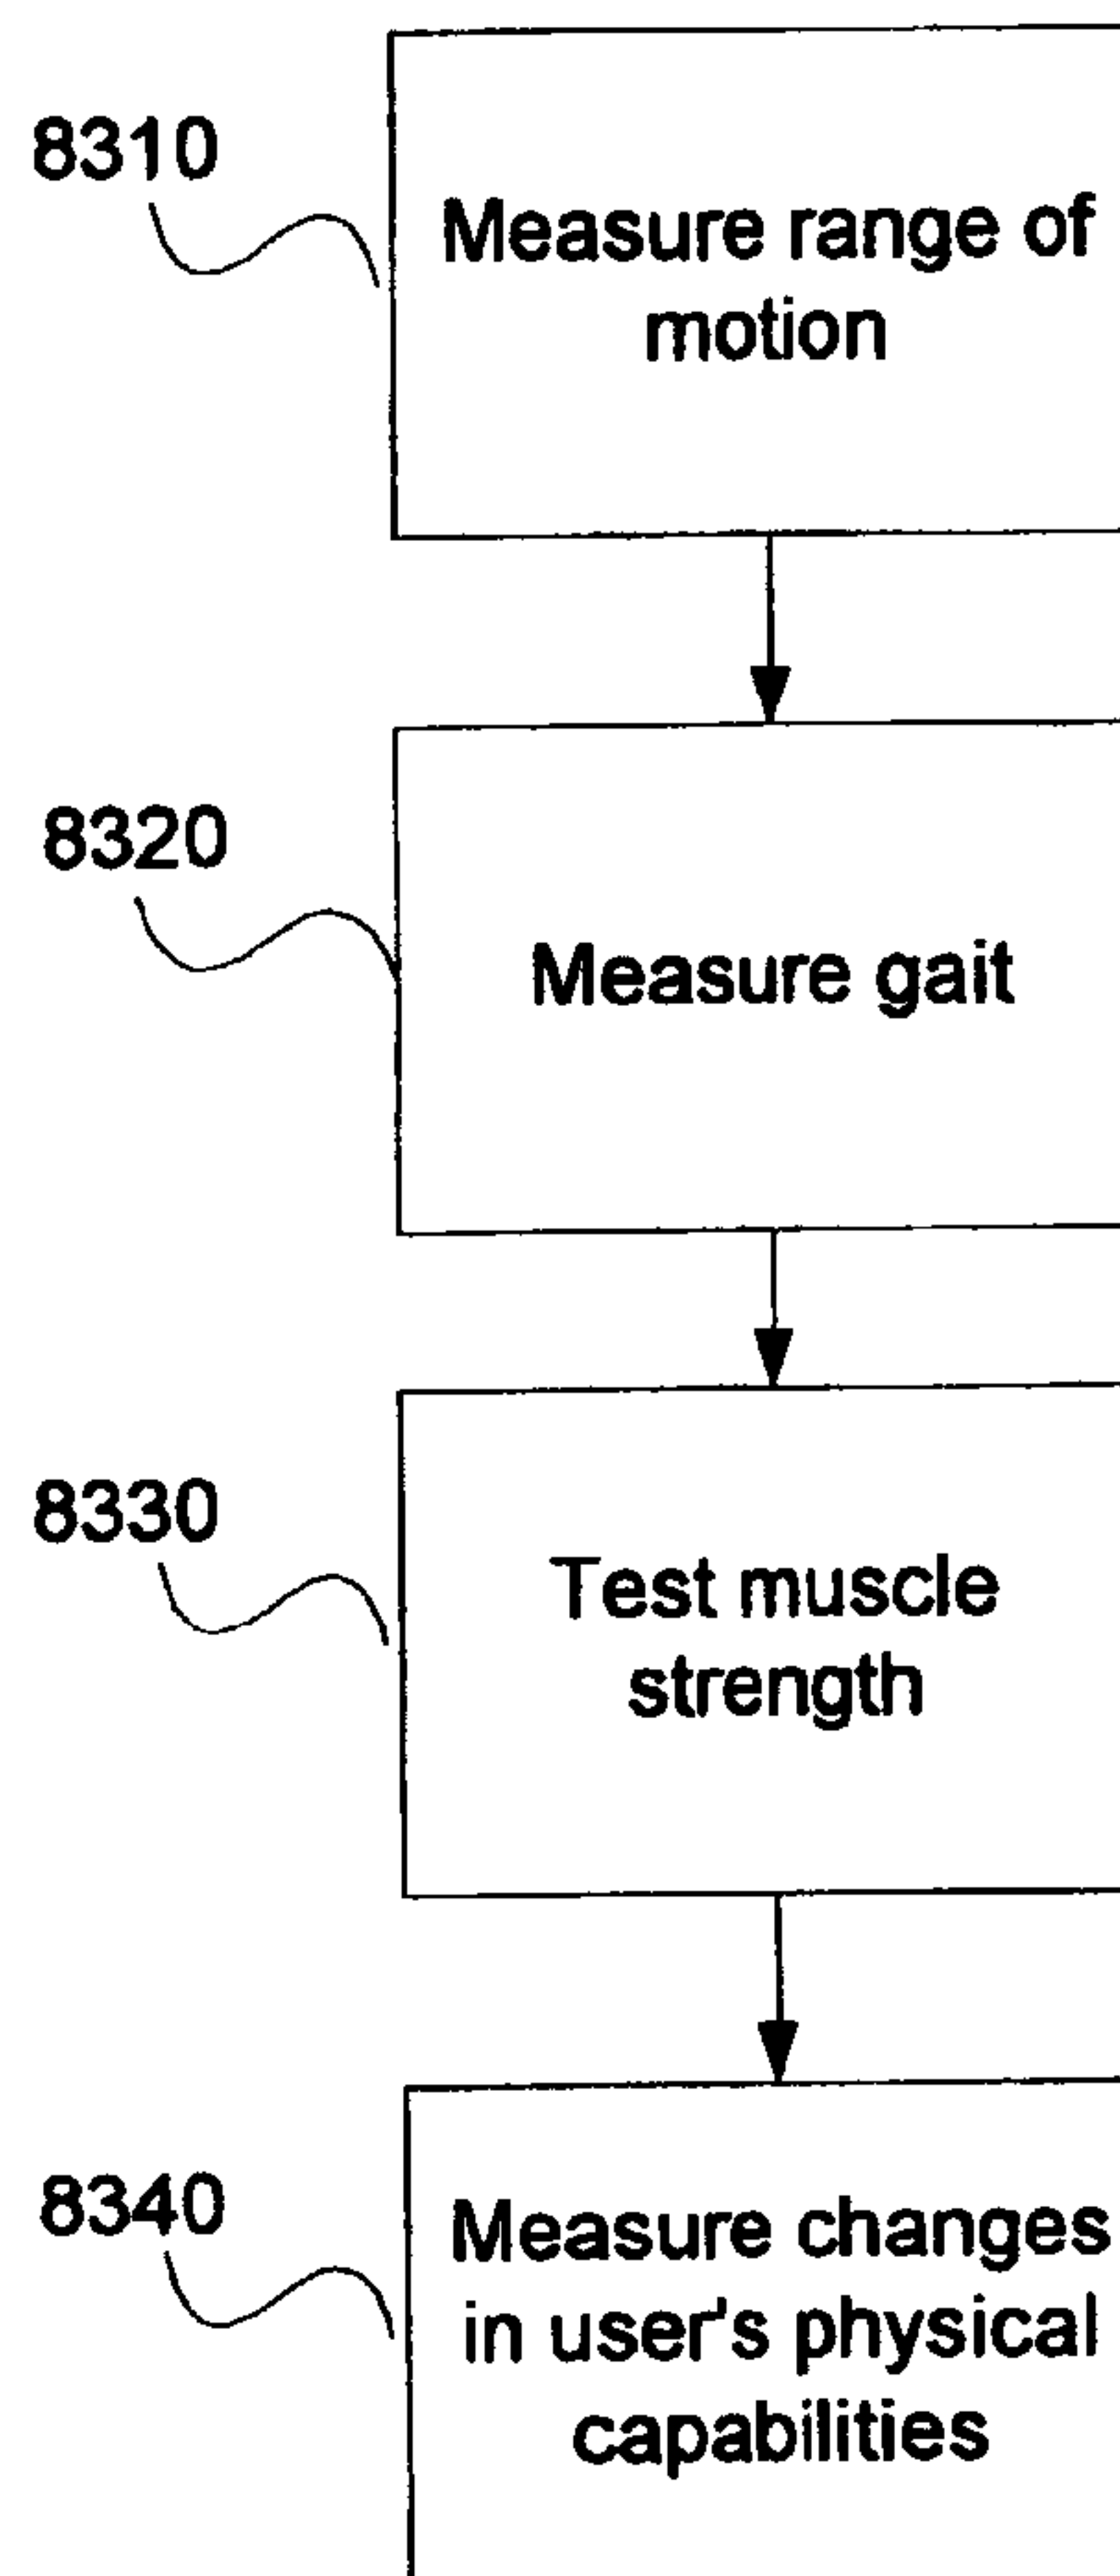 8310
Measure range of
motion
8320
Measure gait
8330
Test muscle
strength
8340
Measure changes
in user's physical
capabilities